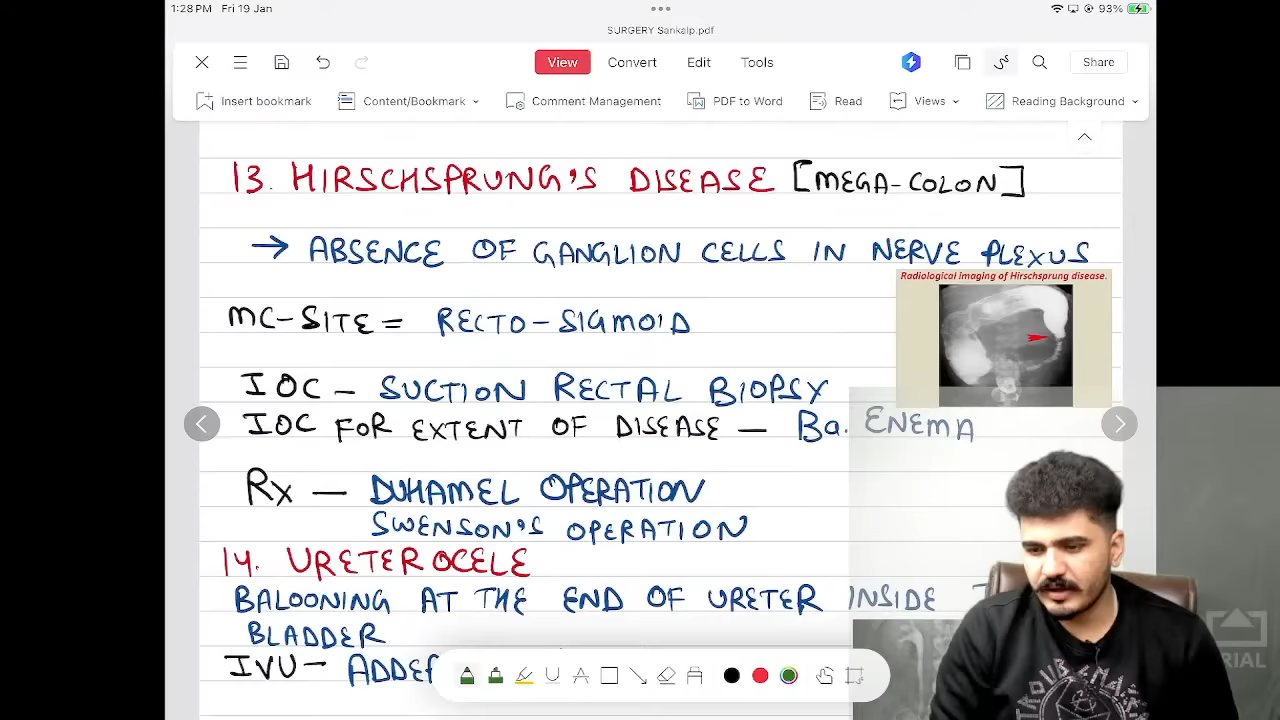 1:28 PM Fri 19 Jan
93%
SURGERY Sankalp.pdf
View Convert Edit Tools Share
Insert bookmark Content/Bookmark Comment Management PDF to Word Read Views Reading Background
13. HIRSCHSPRUNG'S DISEASE [MEGA-COLON]
→ ABSENCE OF GANGLION CELLS IN NERVE PLEXUS
Radiological imaging of Hirschsprung disease.
MC-SITE = RECTO-SIGMOID
IOC - SUCTION RECTAL BIOPSY
IOC FOR EXTENT OF DISEASE - Ba. ENEMA
Rx - DUHAMEL OPERATION
SWENSON'S OPERATION
14. URETEROCELE
BALOONING AT THE END OF URETER INSIDE
BLADDER
IVU - ADDE